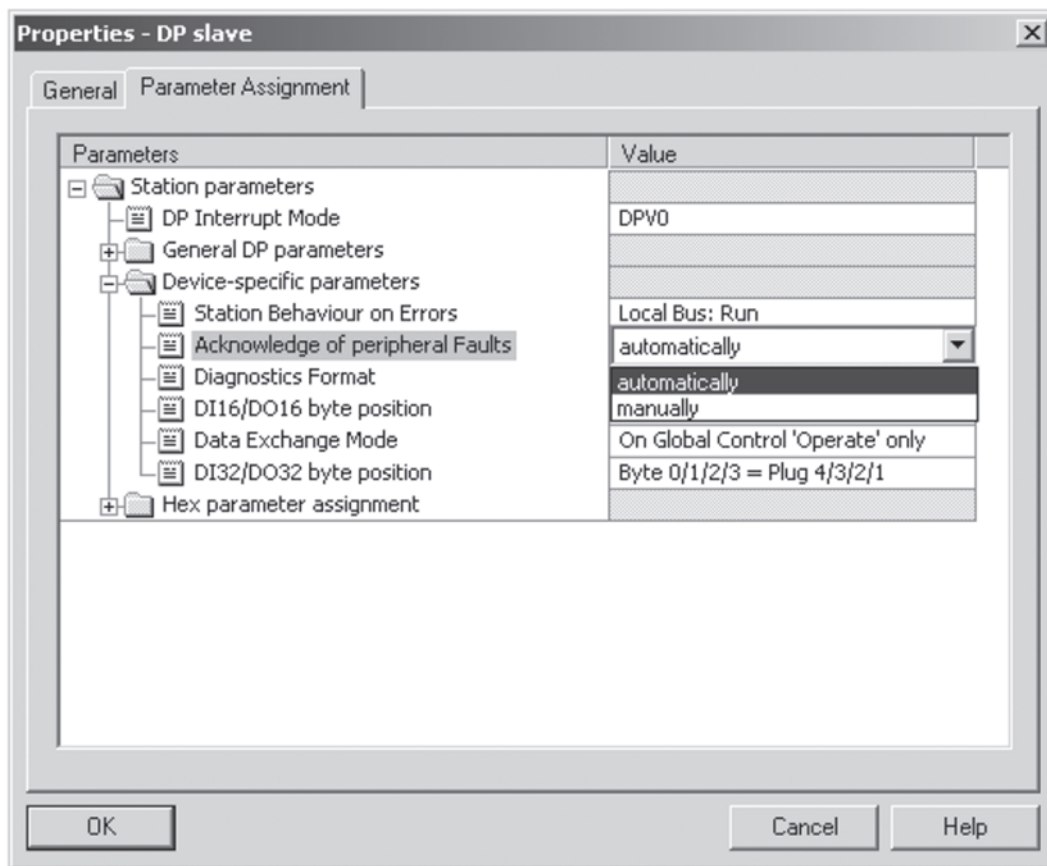 Properties - DP slave
General
Parameter Assignment
Parameters Value
Station parameters
DP Interrupt Mode DPV0
General DP parameters
Device-specific parameters
Station Behaviour on Errors Local Bus: Run
Acknowledge of peripheral Faults automatically
Diagnostics Format automatically
DI16/DO16 byte position manually
Data Exchange Mode On Global Control 'Operate' only
DI32/DO32 byte position Byte 0/1/2/3 = Plug 4/3/2/1
Hex parameter assignment
OK
Cancel
Help